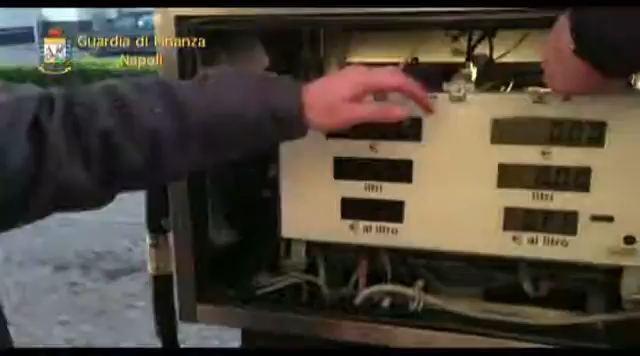 Guardia di Finanza
Napoli
€
€
litri
litri
€ al litro
€ al litro